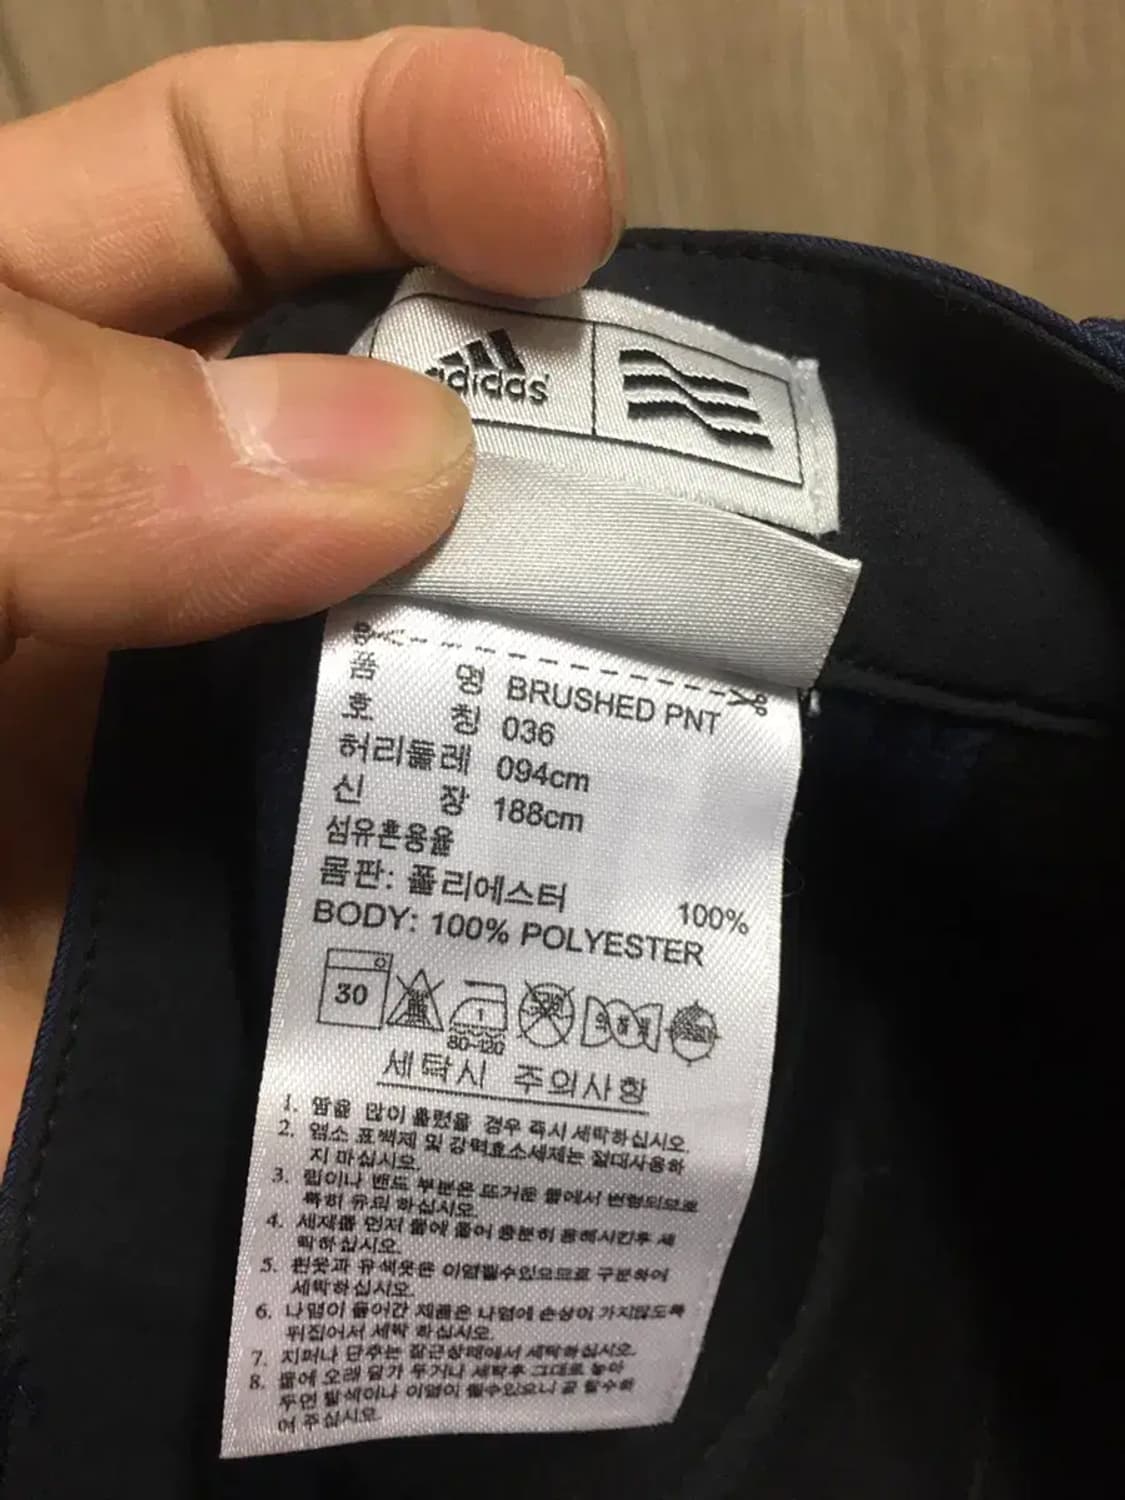 adidas
품 명 BRUSHED PNT
호 칭 036
허리둘레 094cm
신 장 188cm
섬유혼용율
몸판: 폴리에스터 100%
BODY: 100% POLYESTER
30
1
80~120
세탁시 주의사항
1. 땀을 많이 흘렸을 경우 즉시 세탁하십시오.
2. 염소 표백제 및 강력효소세제는 절대사용하
지 마십시오.
3. 립이나 밴드 부분은 뜨거운 물에서 변형되므로
특히 유의 하십시오.
4. 세제를 먼저 물에 풀어 충분히 용해시킨후 세
탁하십시오.
5. 흰옷과 유색옷은 이염될수있으므로 구분하여
세탁하십시오.
6. 나염이 들어간 제품은 나염에 손상이 가지않도록
뒤집어서 세탁 하십시오.
7. 지퍼나 단추는 잠근상태에서 세탁하십시오.
8. 물에 오래 담가 두거나 세탁후 그대로 놓아
두면 탈색이나 이염이 될수있으니 곧 탈수하
여 주십시오.